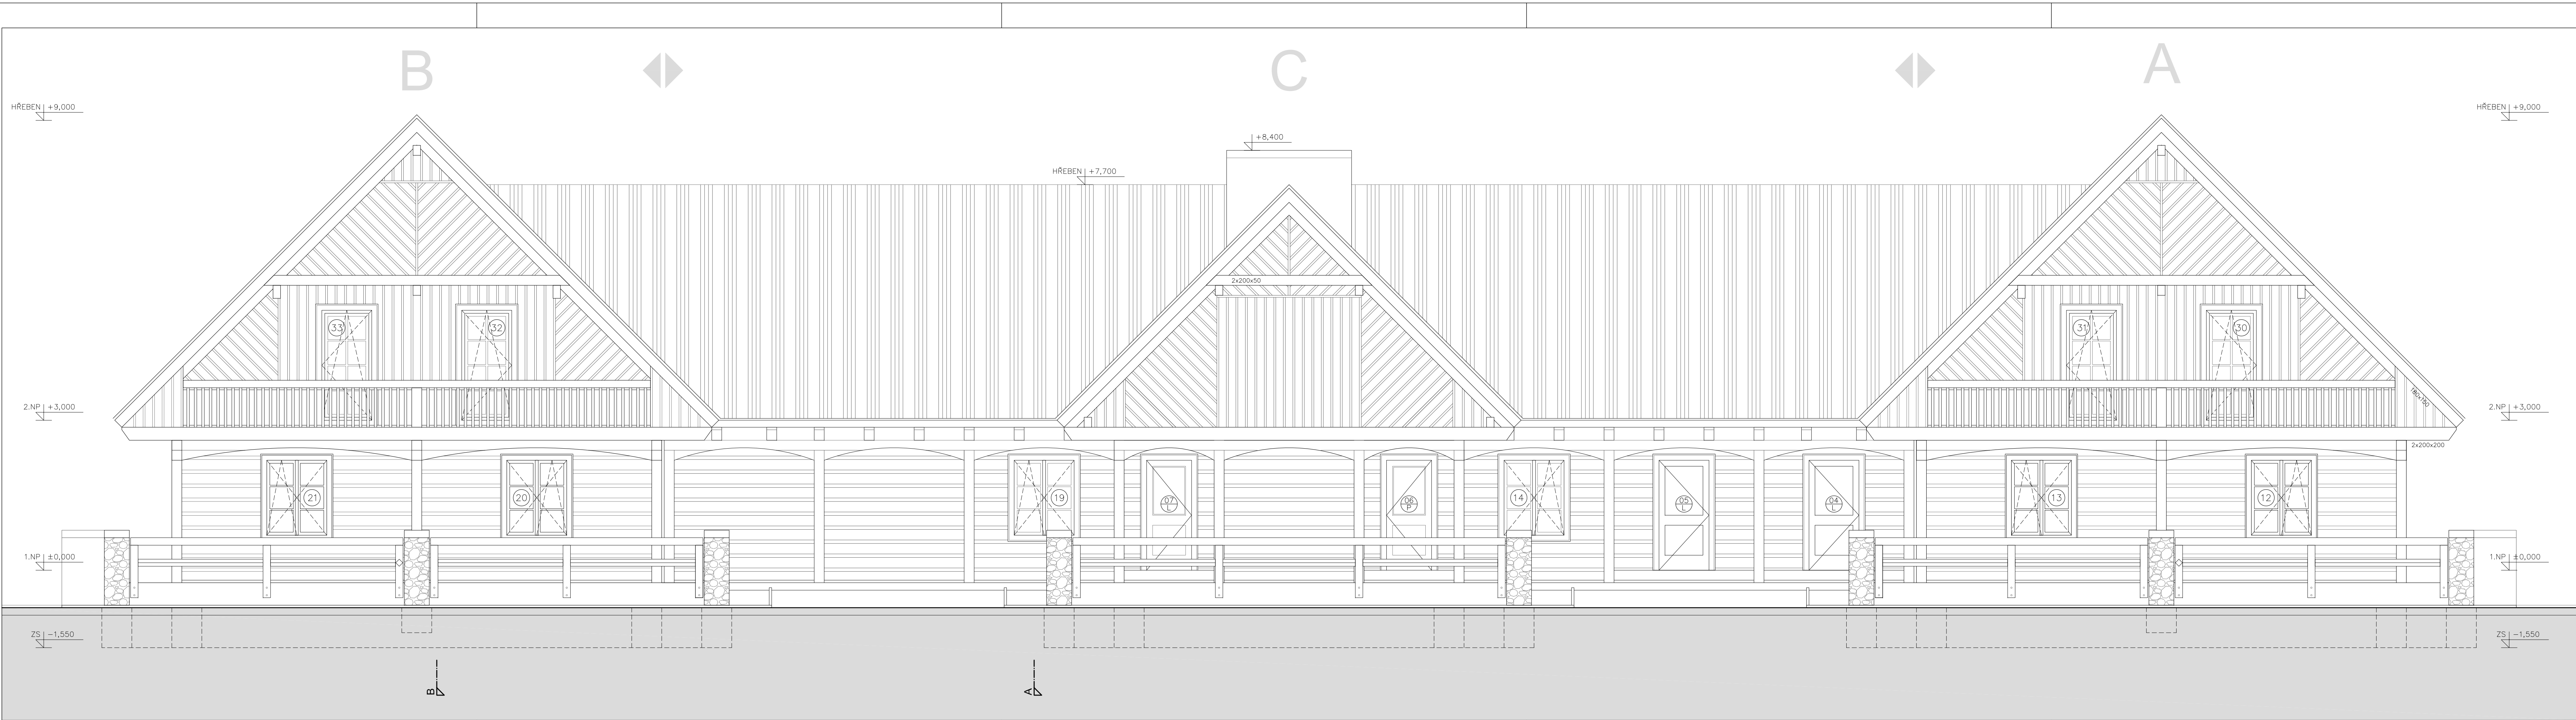 B
C
A
HŘEBEN +9,000
HŘEBEN +9,000
+8,400
HŘEBEN +7,700
2x200x50
33
32
31
30
180x180
2.NP +3,000
2.NP +3,000
2x200x200
21
20
19
07
L
06
P
14
05
L
04
L
13
12
1.NP ±0,000
1.NP ±0,000
ZS -1,550
ZS -1,550
B
A